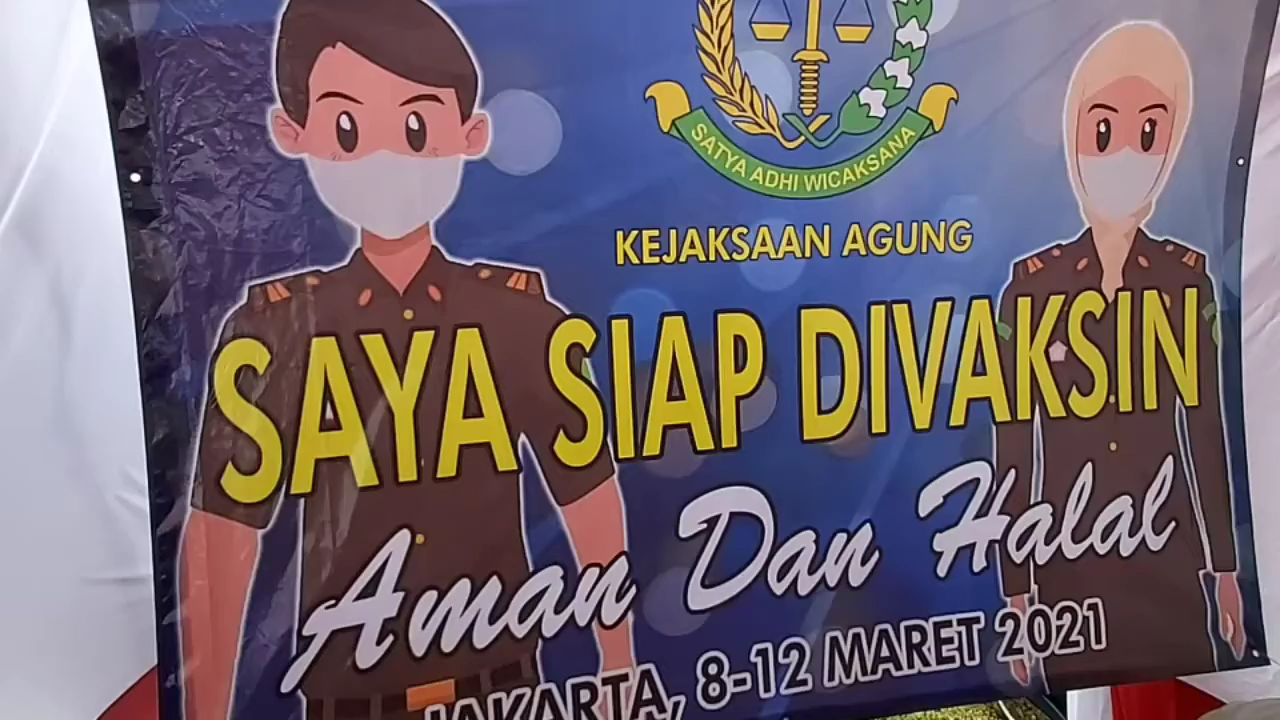 SATYA ADHI WICAKSANA
KEJAKSAAN AGUNG
SAYA SIAP DIVAKSIN
Aman Dan Halal
JAKARTA, 8-12 MARET 2021